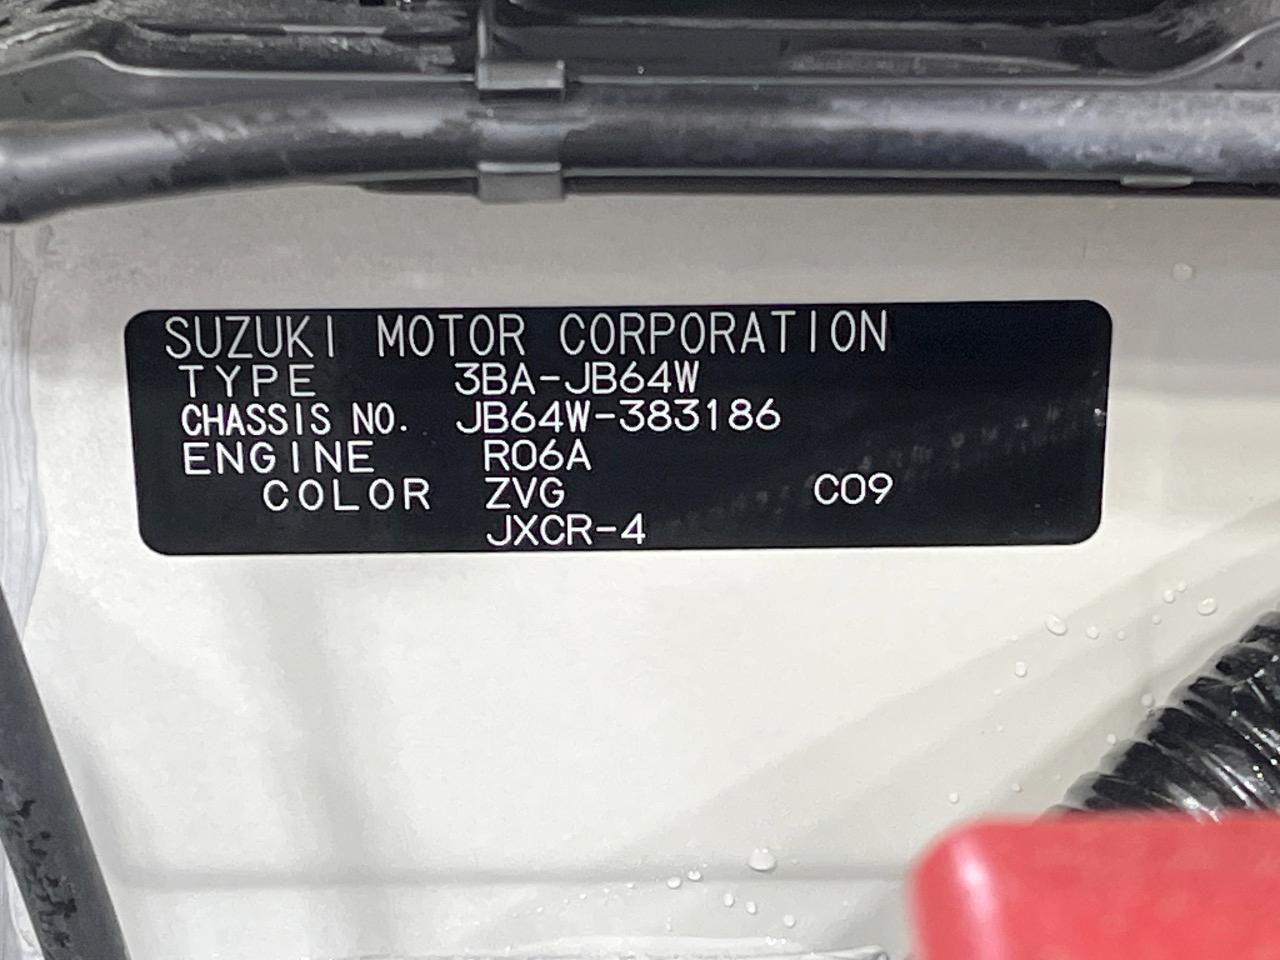 SUZUKI MOTOR CORPORATION
TYPE 3BA-JB64W
CHASSIS NO. JB64W-383186
ENGINE R06A
COLOR ZVG C09
JXCR-4